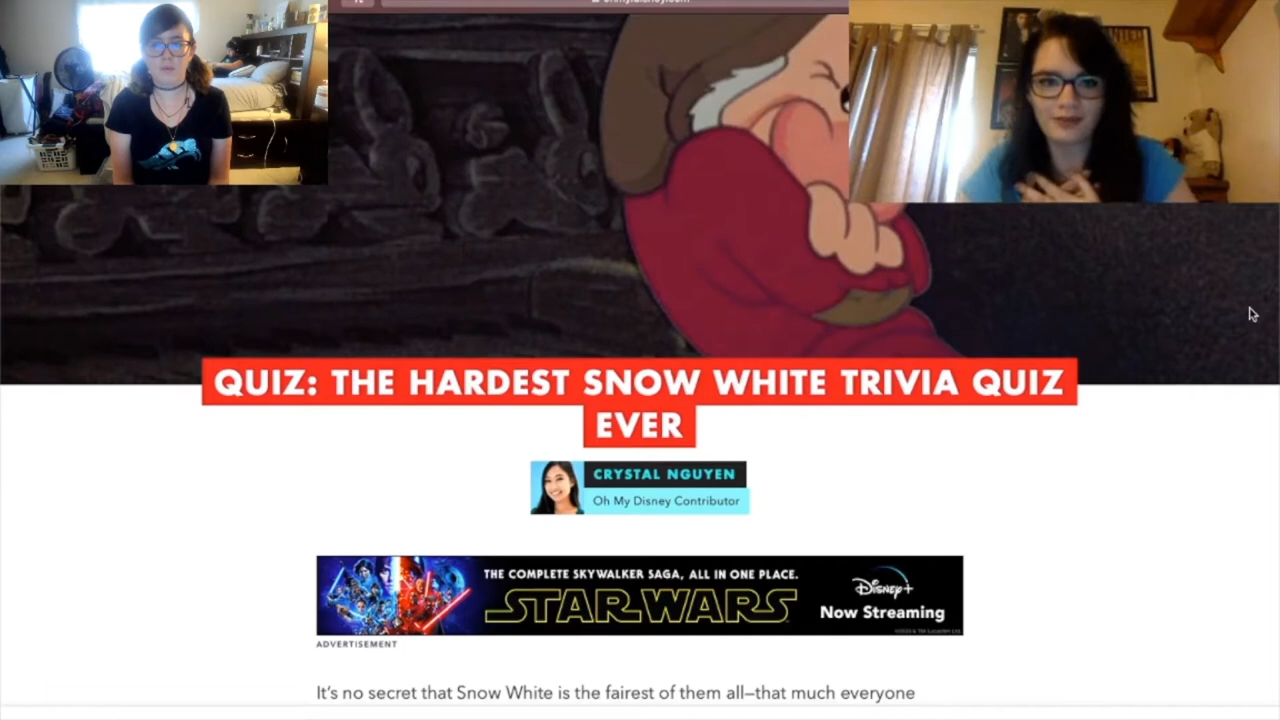 QUIZ: THE HARDEST SNOW WHITE TRIVIA QUIZ
EVER
CRYSTAL NGUYEN
Oh My Disney Contributor
THE COMPLETE SKYWALKER SAGA, ALL IN ONE PLACE.
STAR WARS
Disney+
Now Streaming
ADVERTISEMENT
It's no secret that Snow White is the fairest of them all—that much everyone